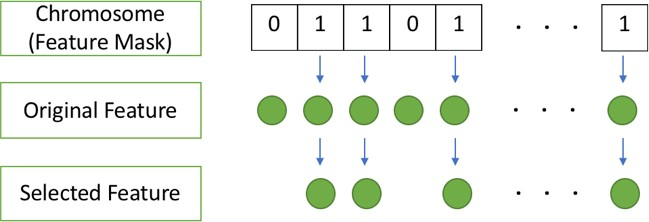 Chromosome
(Feature Mask)
0 1 1 0 1 . . . 1
Original Feature
. . .
Selected Feature
. . .